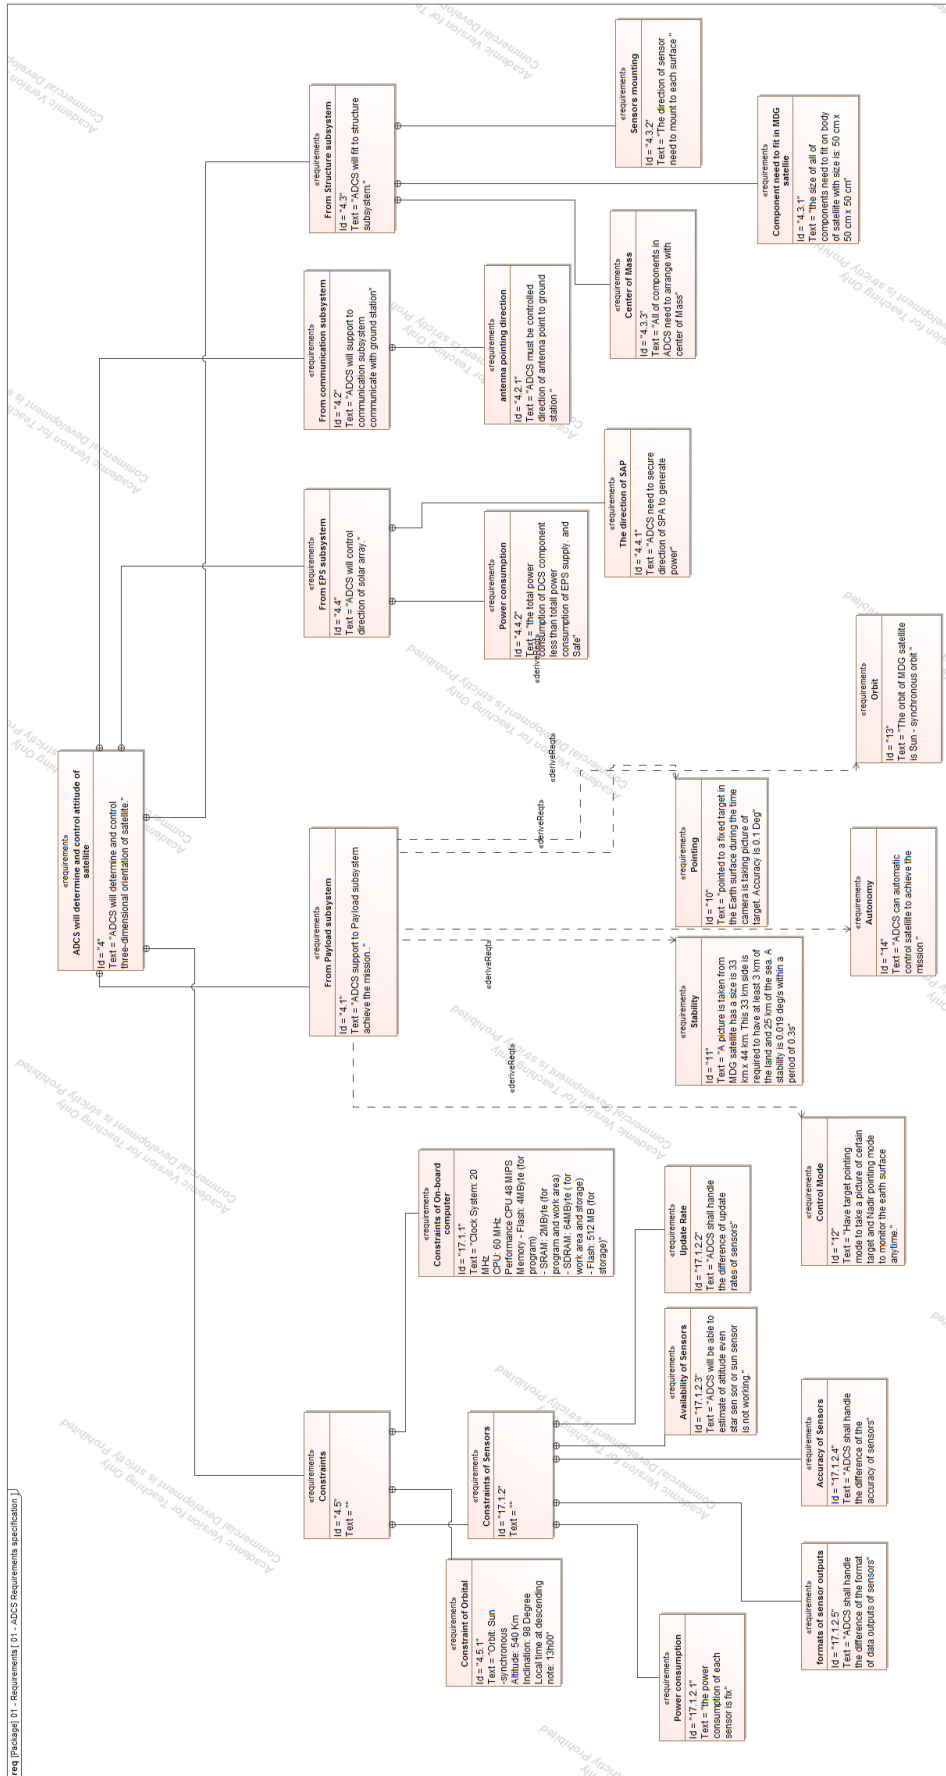 req [Package] 01 - Requirements [ 01 - ADCS Requirements specification ]
«requirement»
ADCS will determine and control attitude of
satellite
Id = "4"
Text = "ADCS will determine and control
three-dimensional orientation of satellite."
«requirement»
Constraints
Id = "4.5"
Text = ""
«requirement»
From Payload subsystem
Id = "4.1"
Text = "ADCS support to Payload subsystem
achieve the mission.."
«requirement»
From EPS subsystem
Id = "4.4"
Text = "ADCS will control
direction of solar array."
«requirement»
From communication subsystem
Id = "4.2"
Text = "ADCS will support to
communication subsystem
communicate with ground station"
«requirement»
From Structure subsystem
Id = "4.3"
Text = "ADCS will fit to structure
subsystem."
«requirement»
Constraint of Orbital
Id = "4.5.1"
Text = "Orbit: Sun
-synchronous
Altitude: 540 Km
Inclination: 98 Degree
Local time at descending
note: 13h00"
«requirement»
Constraints of Sensors
Id = "17.1.2"
Text = ""
«requirement»
Constraints of On-board
computer
Id = "17.1.1"
Text = "Clock System: 20
MHz
CPU: 60 MHz.
Performance CPU 48 MIPS
Memory - Flash: 4MByte (for
program)
- SRAM: 2MByte (for
program and work area)
- SDRAM: 64MByte ( for
work area and storage)
- Flash: 512 MB (for
storage)"
«requirement»
Power consumption
Id = "4.4.2"
Text = "the total power
consumption of DCS component
less than totall power
consumption of EPS supply. and
Safe"
«requirement»
The direction of SAP
Id = "4.4.1"
Text = "ADCS need to secure
direction of SPA to generate
power"
«requirement»
antenna pointing direction
Id = "4.2.1"
Text = "ADCS must be controlled
direction of antenna point to ground
station "
«requirement»
Center of Mass
Id = "4.3.3"
Text = "All of components in
ADCS need to arrange with
center of Mass"
«requirement»
Sensors mounting
Id = "4.3.2"
Text = "The direction of sensor
need to mount to each surface"
«requirement»
Component need to fit in MDG
satellie
Id = "4.3.1"
Text = "the size of all of
components need to fit on body
of satellite with size is: 50 cm x
50 cm x 50 cm"
«deriveReqt»
«deriveReqt»
«deriveReqt»
«deriveReqt»
«deriveReqt»
«requirement»
Power consumption
Id = "17.1.2.1"
Text = "the power
consumption of each
sensor is fix"
«requirement»
formats of sensor outputs
Id = "17.1.2.5"
Text = "ADCS shall handle
the difference of the format
of data outputs of sensors"
«requirement»
Accuracy of Sensors
Id = "17.1.2.4"
Text = "ADCS shall handle
the difference of the
accuracy of sensors"
«requirement»
Availability of Sensors
Id = "17.1.2.3"
Text = "ADCS will be able to
estimate of attitude even
star sen sor or sun sensor
is not working."
«requirement»
Update Rate
Id = "17.1.2.2"
Text = "ADCS shall handle
the difference of update
rates of sensors"
«requirement»
Control Mode
Id = "12"
Text = "Have target pointing
mode to take a picture of certain
target and Nadir pointing mode
to monitor the earth surface
anytime."
«requirement»
Stability
Id = "11"
Text = "A picture is taken from
MDG satellite has a size is 33
km x 44 km. This 33 km side is
required to have at least 3 km of
the land and 25 km of the sea. A
stability is 0.019 deg/s within a
period of 0.3s"
«requirement»
Pointing
Id = "10"
Text = "pointed to a fixed target in
the Earth surface during the time
camera is taking picture of
target. Accuracy is 0.1 Deg"
«requirement»
Autonomy
Id = "14"
Text = "ADCS can automatic
control satellite to achieve the
mission "
«requirement»
Orbit
Id = "13"
Text = "The orbit of MDG satellite
is Sun - synchronous orbit "
Academic Version for Teaching Only
Commercial Development is strictly Prohibited